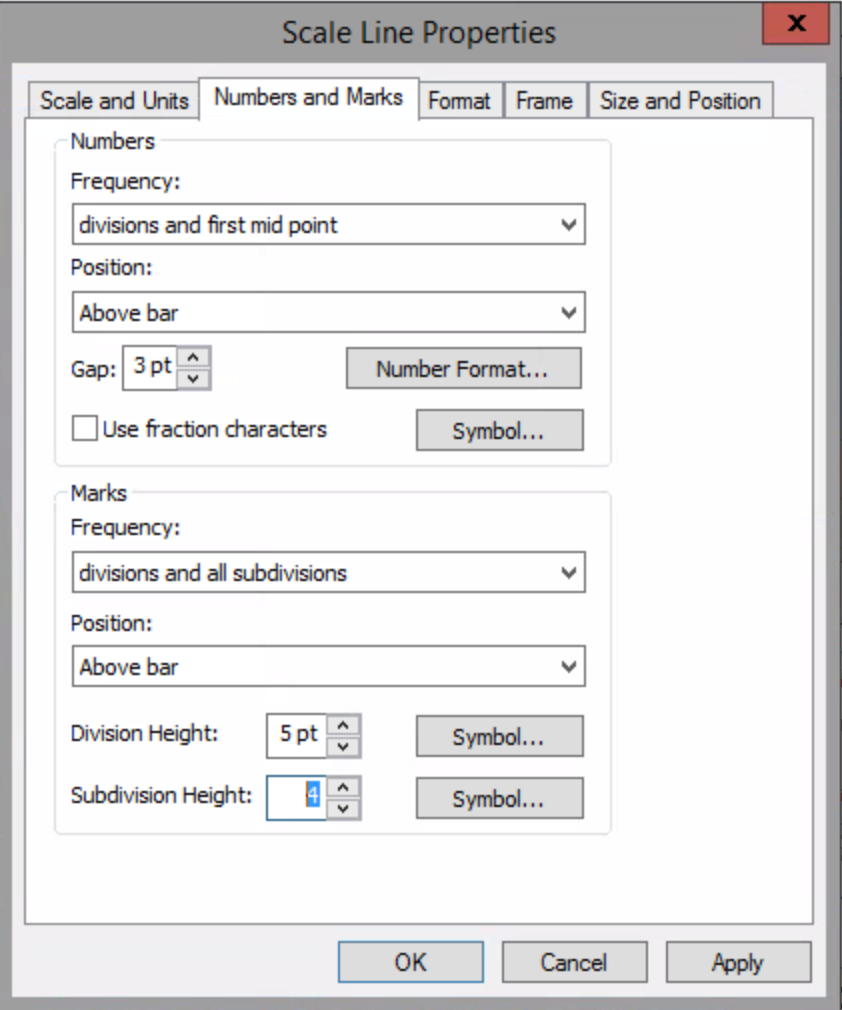 Scale Line Properties
X
Scale and Units Numbers and Marks Format Frame Size and Position
Numbers
Frequency:
divisions and first mid point
Position:
Above bar
Gap: 3 pt Number Format...
Use fraction characters Symbol...
Marks
Frequency:
divisions and all subdivisions
Position:
Above bar
Division Height: 5 pt Symbol...
Subdivision Height: 4 Symbol...
OK Cancel Apply